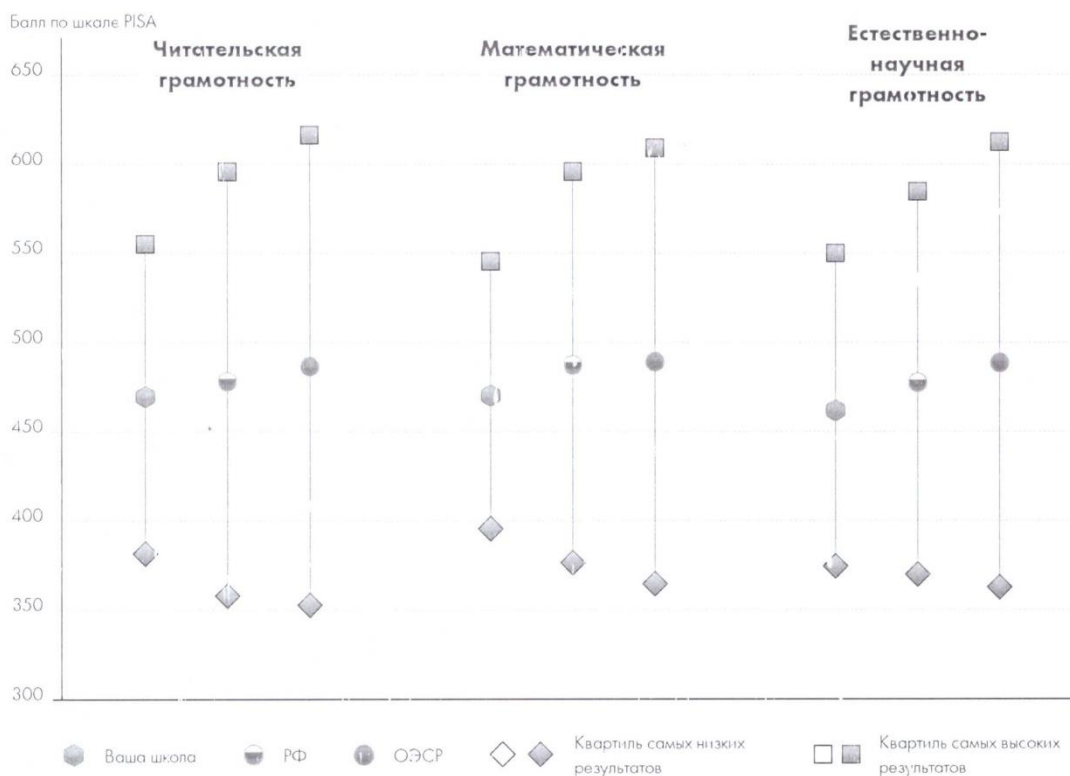 Балл по шкале PISA
Читательская
грамотность
Математическая
грамотность
Естественно-
научная
грамотность
650
600
550
500
450
400
350
300
Ваша школа
РФ
ОЭСР
Квартиль самых низких
результатов
Квартиль самых высоких
результатов